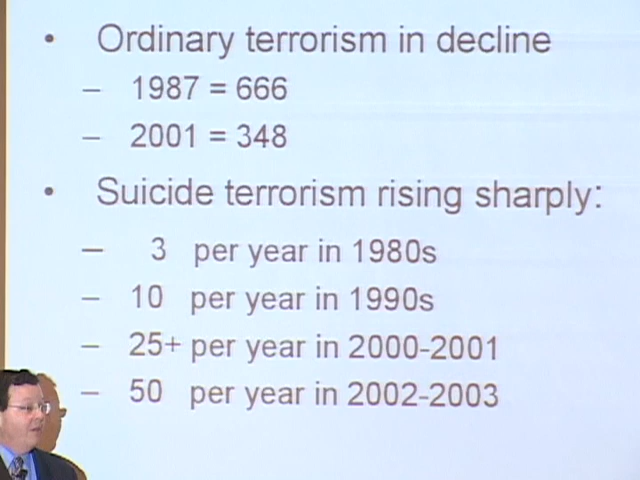 • Ordinary terrorism in decline
– 1987 = 666
– 2001 = 348
• Suicide terrorism rising sharply:
– 3 per year in 1980s
– 10 per year in 1990s
– 25+ per year in 2000-2001
– 50 per year in 2002-2003